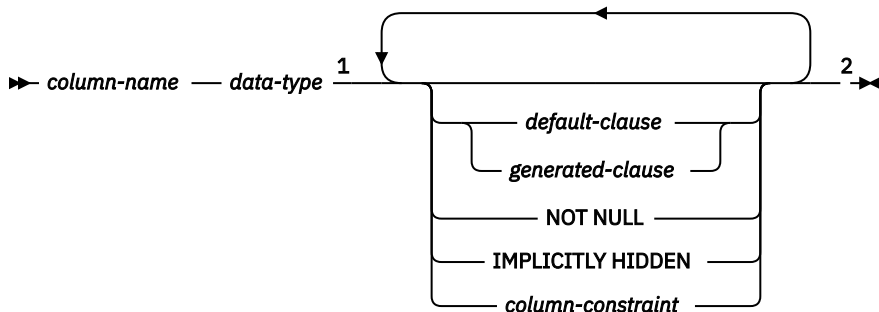 column-name data-type 1 2
default-clause
generated-clause
NOT NULL
IMPLICITLY HIDDEN
column-constraint